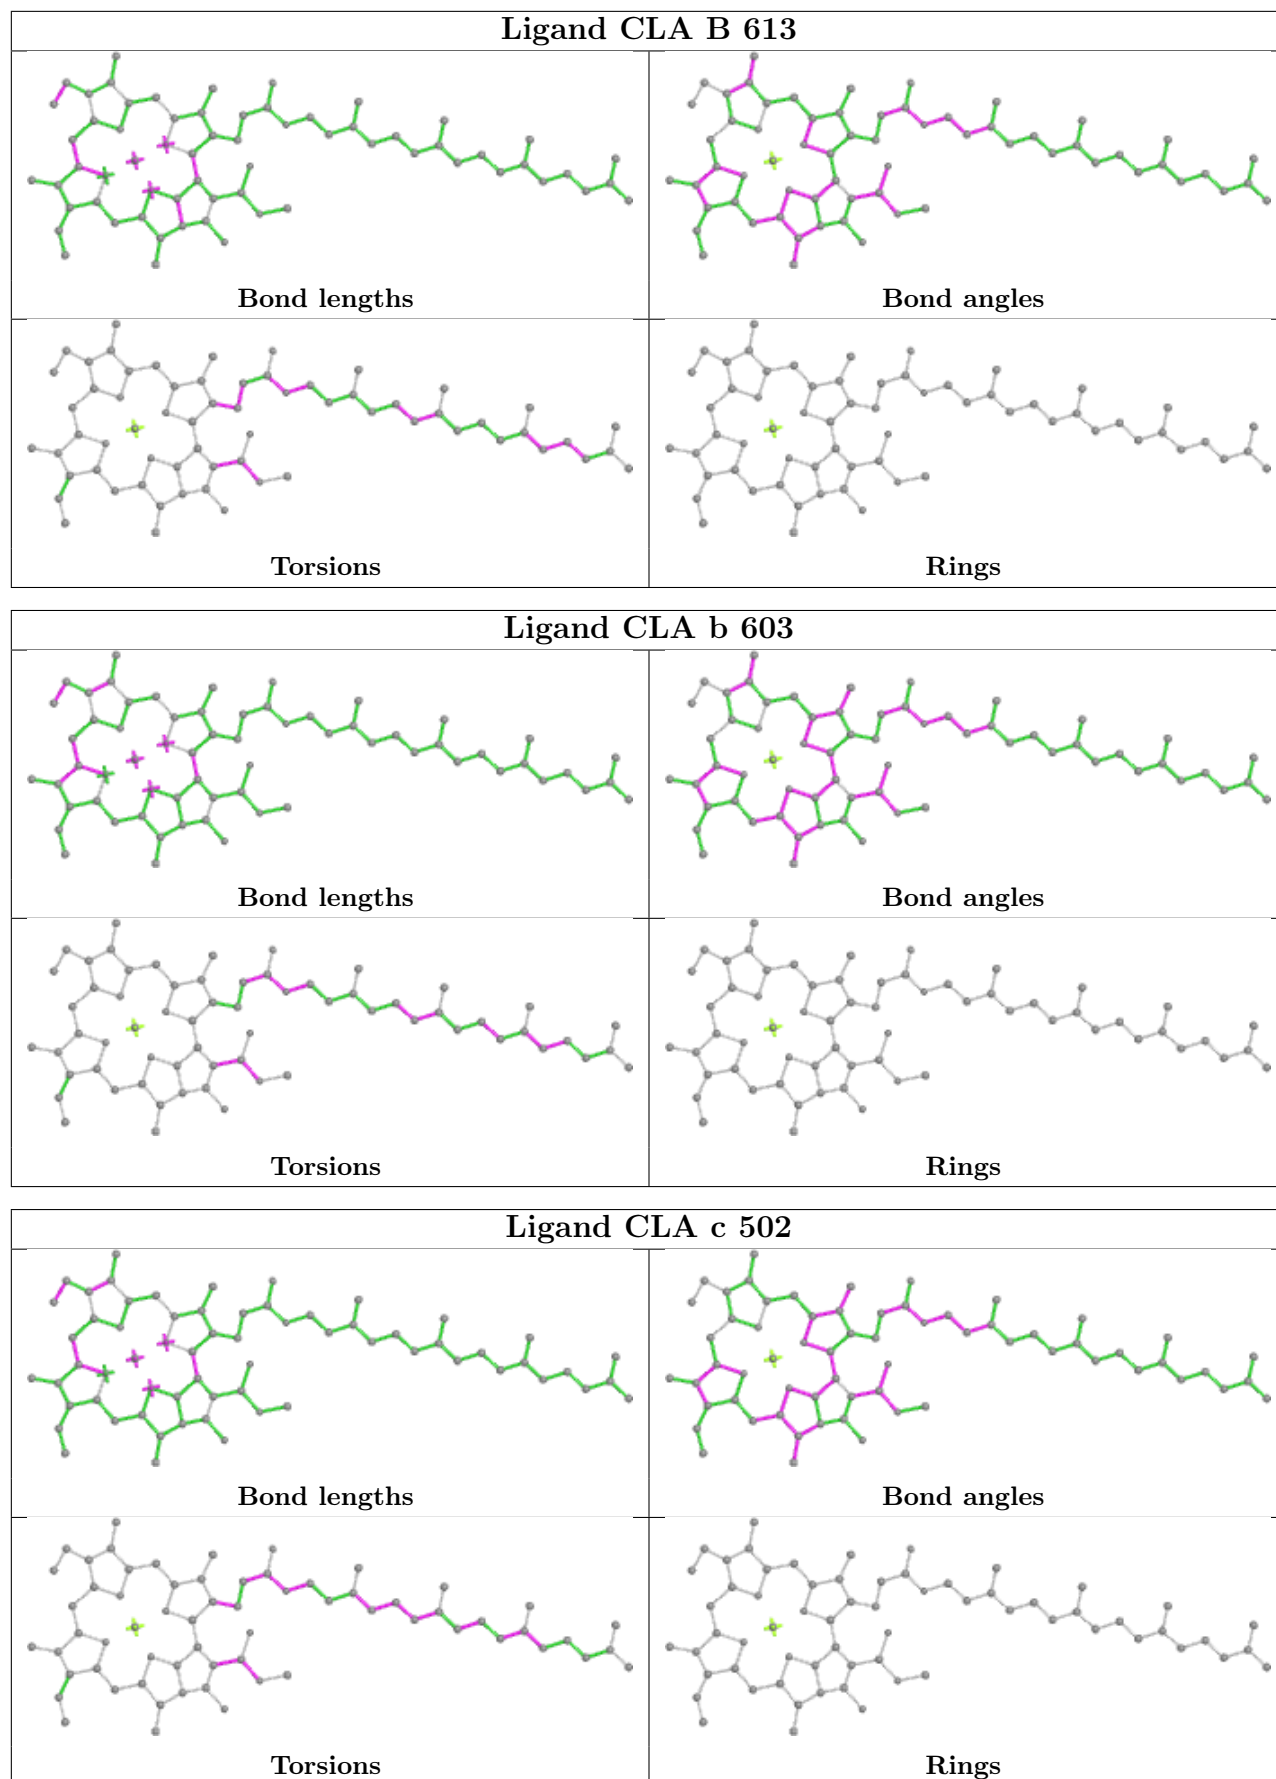 Ligand CLA B 613
Bond lengths
Bond angles
Torsions
Rings
Ligand CLA b 603
Bond lengths
Bond angles
Torsions
Rings
Ligand CLA c 502
Bond lengths
Bond angles
Torsions
Rings